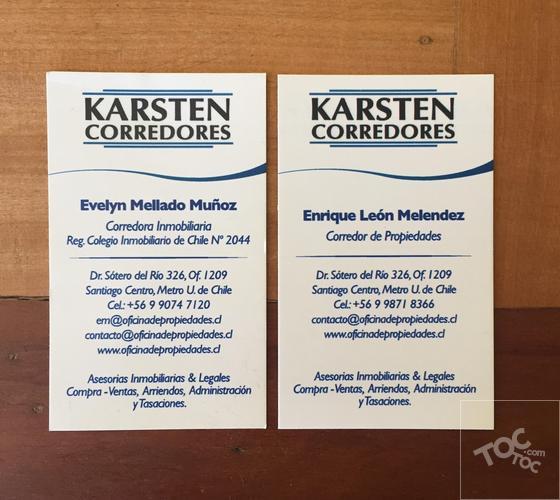 KARSTEN
CORREDORES
Evelyn Mellado Muñoz
Corredora Inmobiliaria
Reg. Colegio Inmobiliario de Chile Nº 2044
Dr. Sótero del Río 326, Of. 1209
Santiago Centro, Metro U. de Chile
Cel.: +56 9 9074 7120
em@oficinadepropiedades.cl
contacto@oficinadepropiedades.cl
www.oficinadepropiedades.cl
Asesorias Inmobiliarias & Legales
Compra - Ventas, Arriendos, Administración
y Tasaciones.
KARSTEN
CORREDORES
Enrique León Melendez
Corredor de Propiedades
Dr. Sótero del Río 326, Of. 1209
Santiago Centro, Metro U. de Chile
Cel.: +56 9 9871 8366
contacto@oficinadepropiedades.cl
www.oficinadepropiedades.cl
Asesorias Inmobiliarias & Legales
Compra - Ventas, Arriendos, Administración
y Tasaciones.
TOC
TOC.com